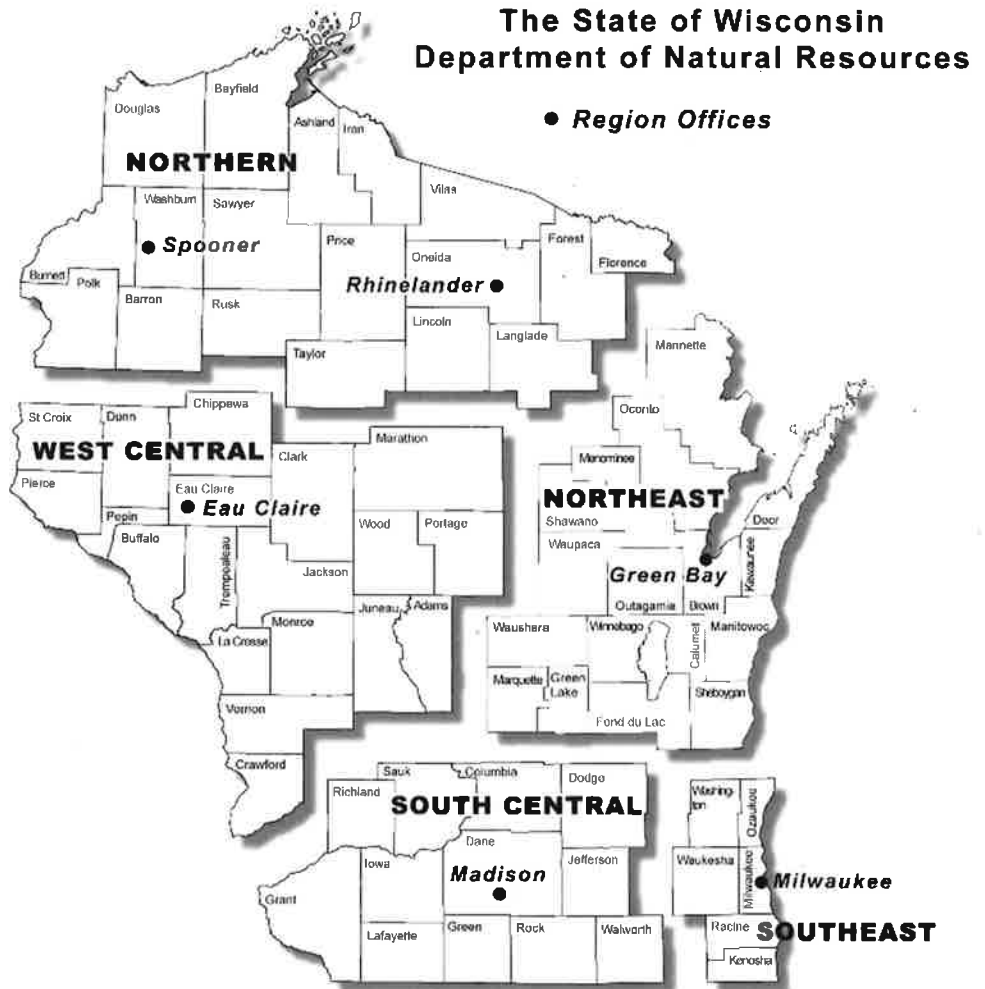 The State of Wisconsin
Department of Natural Resources
Region Offices
Bayfield
Douglas
Ashland
Iran
NORTHERN
Vilas
Washburn
Sawyer
Spooner
Price
Oneida
Forest
Florence
Burnett
Polk
Rhinelander
Barron
Rusk
Lincoln
Langlade
Taylor
Mannette
Chippewa
St Croix
Dunn
Oconto
WEST CENTRAL
Clark
Marathon
Menominee
Pierce
Eau Claire
Eau Claire
NORTHEAST
Pepin
Wood
Portage
Shawano
Door
Buffalo
Waupaca
Trempealeau
Jackson
Green Bay
Kewaunee
Juneau
Adams
Outagamie
Brown
Monroe
La Crosse
Waushara
Winnebago
Calumet
Manitowoc
Marquette
Green
Lake
Sheboygan
Vernon
Fond du Lac
Crawford
Sauk
Columbia
Dodge
Richland
SOUTH CENTRAL
Washing-
ton
Ozaukee
Dane
Iowa
Jefferson
Waukesha
Milwaukee
Madison
Milwaukee
Grant
Lafayette
Green
Rock
Walworth
Racine
SOUTHEAST
Kenosha